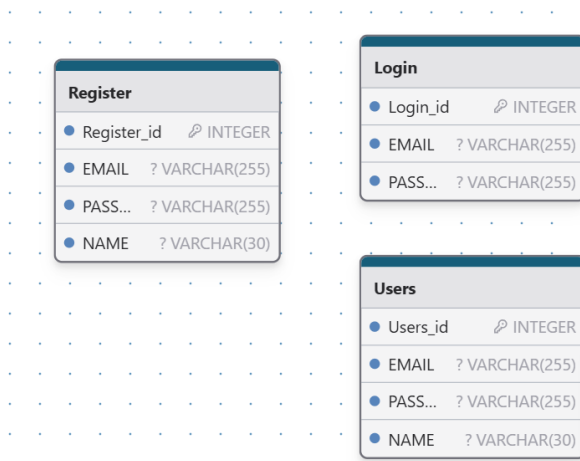 Register
Register_id INTEGER
EMAIL ? VARCHAR(255)
PASS... ? VARCHAR(255)
NAME ? VARCHAR(30)
Login
Login_id INTEGER
EMAIL ? VARCHAR(255)
PASS... ? VARCHAR(255)
Users
Users_id INTEGER
EMAIL ? VARCHAR(255)
PASS... ? VARCHAR(255)
NAME ? VARCHAR(30)